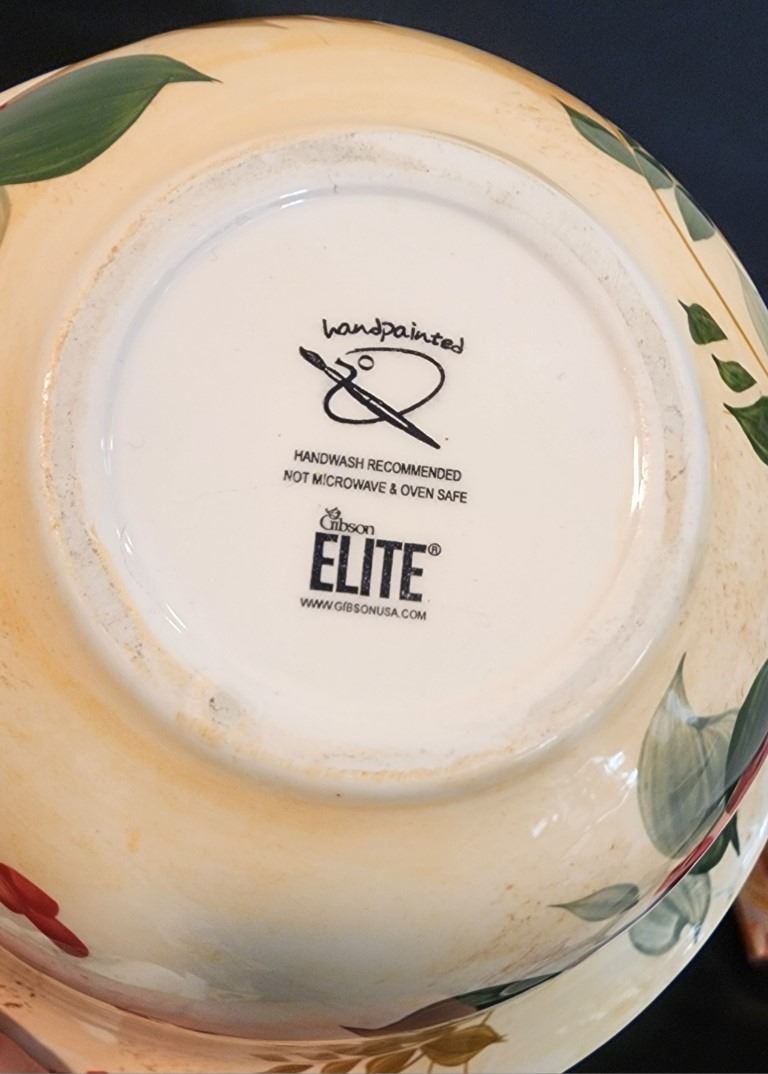 handpainted
HANDWASH RECOMMENDED
NOT MICROWAVE & OVEN SAFE
Gibson
ELITE®
WWW.GIBSONUSA.COM